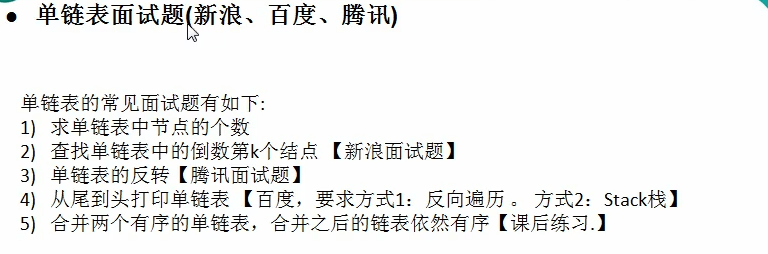 ● 单链表面试题(新浪、百度、腾讯)
单链表的常见面试题有如下:
1) 求单链表中节点的个数
2) 查找单链表中的倒数第k个结点 【新浪面试题】
3) 单链表的反转【腾讯面试题】
4) 从尾到头打印单链表 【百度，要求方式1：反向遍历 。 方式2：Stack栈】
5) 合并两个有序的单链表，合并之后的链表依然有序【课后练习.】